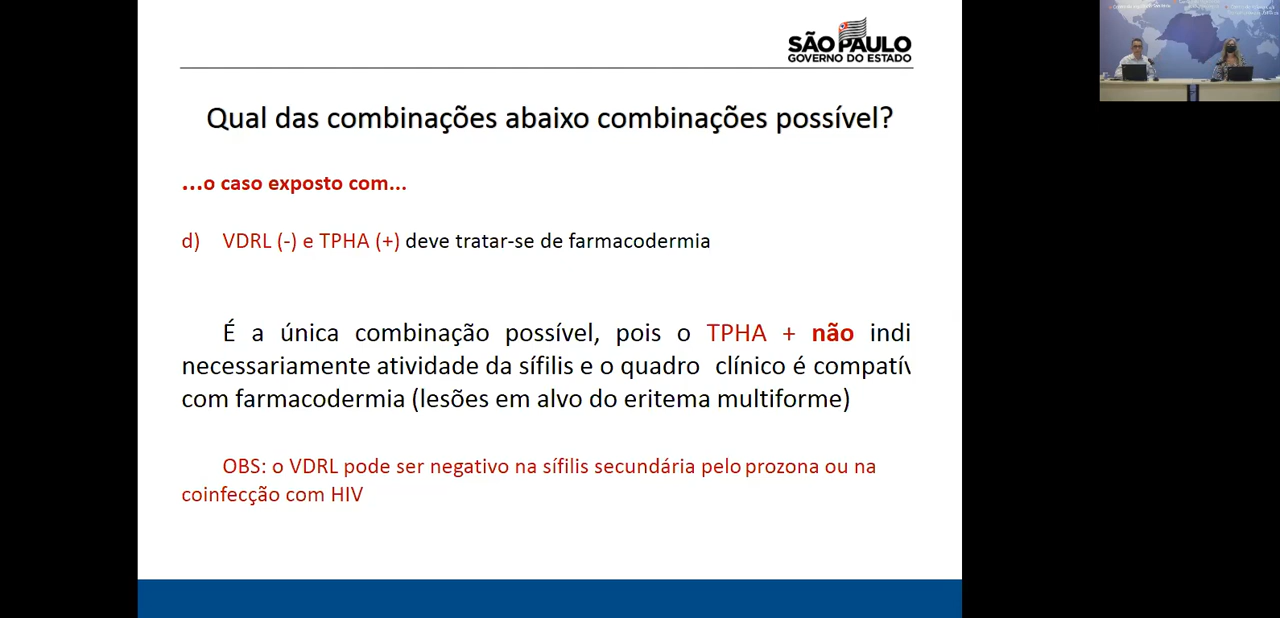 SÃO PAULO
GOVERNO DO ESTADO
Qual das combinações abaixo combinações possível?
...o caso exposto com...
d) VDRL (-) e TPHA (+) deve tratar-se de farmacodermia
É a única combinação possível, pois o TPHA + não indi
necessariamente atividade da sífilis e o quadro clínico é compatív
com farmacodermia (lesões em alvo do eritema multiforme)
OBS: o VDRL pode ser negativo na sífilis secundária pelo prozona ou na
coinfecção com HIV